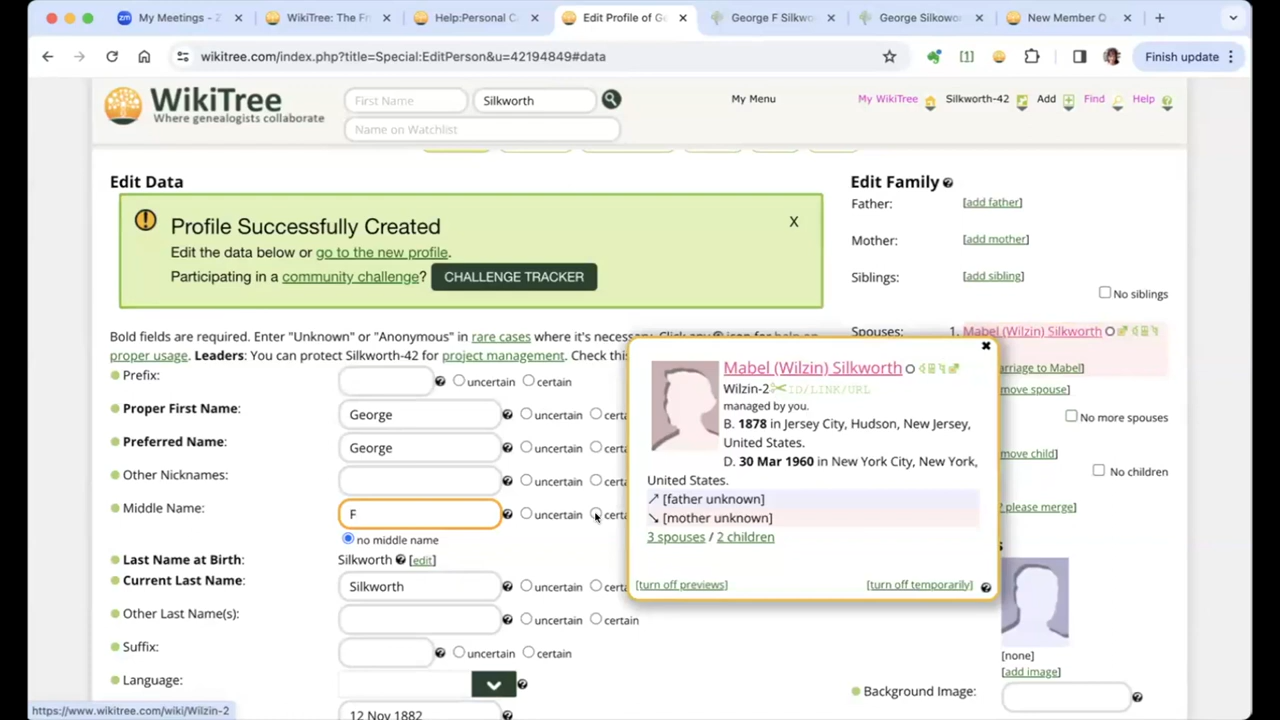 My Meetings - Z
WikiTree: The Fr
Help:Personal C
Edit Profile of G
George F Silkwo
George Silkowo
New Member Q
wikitree.com/index.php?title=Special:EditPerson&u=42194849#data
Finish update
WikiTree
Where genealogists collaborate
First Name
Silkworth
Name on Watchlist
My Menu
My WikiTree
Silkworth-42
Add
Find
Help
Edit Data
Profile Successfully Created
X
Edit the data below or go to the new profile.
Participating in a community challenge? CHALLENGE TRACKER
Bold fields are required. Enter "Unknown" or "Anonymous" in rare cases where it's
proper usage. Leaders: You can protect Silkworth-42 for project management. Check this
Prefix:
uncertain
certain
Proper First Name:
George
uncertain
certa
Preferred Name:
George
uncertain
certa
Other Nicknames:
uncertain
certa
Middle Name:
F
uncertain
certa
no middle name
Last Name at Birth:
Silkworth [edit]
Current Last Name:
Silkworth
uncertain
certa
Other Last Name(s):
uncertain
certain
Suffix:
uncertain
certain
Language:
12 Nov 1882
Edit Family
Father:
[add father]
Mother:
[add mother]
Siblings:
[add sibling]
No siblings
Spouses:
1. Mabel (Wilzin) Silkworth
arriage to Mabel]
move spouse]
No more spouses
move child]
No children
? please merge]
s
[none]
[add image]
Background Image:
Mabel (Wilzin) Silkworth
Wilzin-2 ID/LINK/URL
managed by you.
B. 1878 in Jersey City, Hudson, New Jersey,
United States.
D. 30 Mar 1960 in New York City, New York,
United States.
[father unknown]
[mother unknown]
3 spouses / 2 children
[turn off previews]
[turn off temporarily]
https://www.wikitree.com/wiki/Wilzin-2